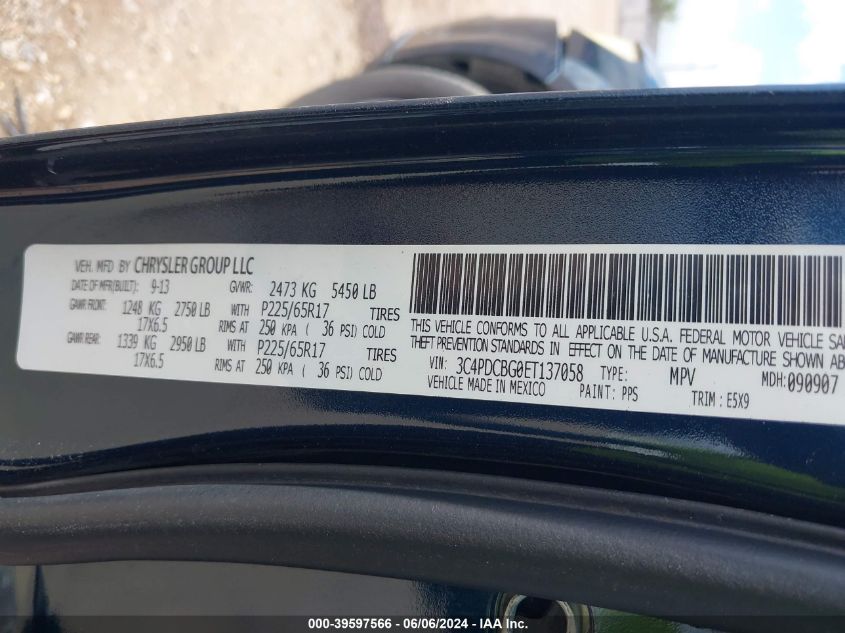 VEH. MFD BY CHRYSLER GROUP LLC
DATE OF MFR(BUILT): 9-13 GVWR: 2473 KG 5450 LB
GAWR FRONT: 1248 KG 2750 LB WITH P225/65R17 TIRES
17X6.5 RIMS AT 250 KPA ( 36 PSI) COLD
GAWR REAR: 1339 KG 2950 LB WITH P225/65R17 TIRES
17X6.5 RIMS AT 250 KPA ( 36 PSI) COLD
THIS VEHICLE CONFORMS TO ALL APPLICABLE U.S.A. FEDERAL MOTOR VEHICLE
THEFT PREVENTION STANDARDS IN EFFECT ON THE DATE OF MANUFACTURE SHOWN
VIN: 3C4PDCBG0ET137058 TYPE: MPV MDH:090907
VEHICLE MADE IN MEXICO PAINT: PPS TRIM: E5X9
000-39597566 - 06/06/2024 - IAA Inc.